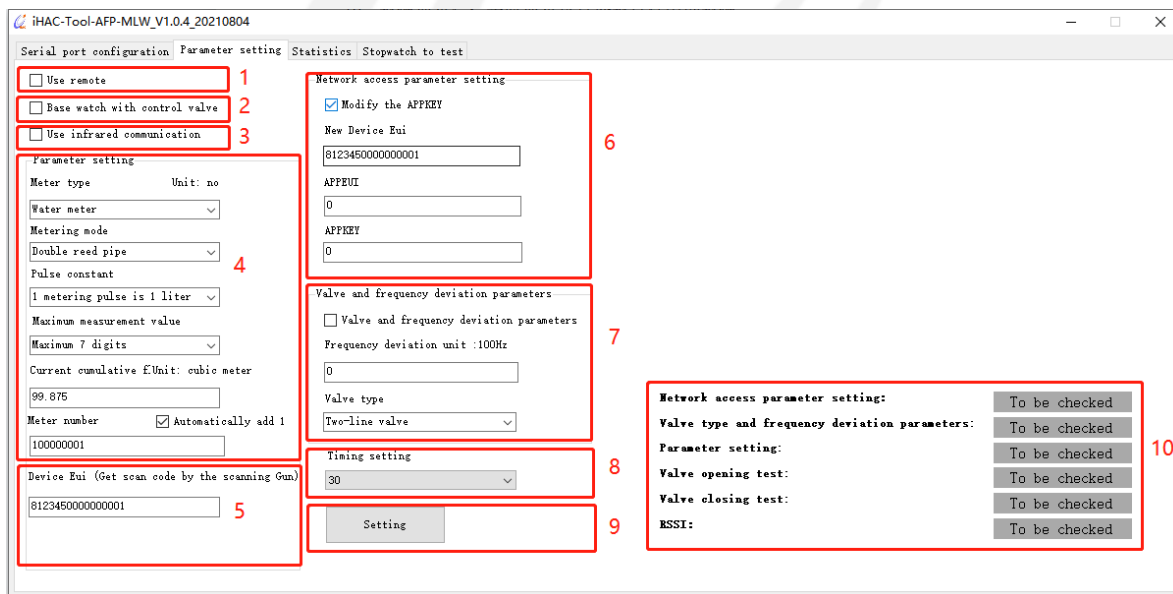 iHAC-Tool-AFP-MLW_V1.0.4_20210804
Serial port configuration Parameter setting Statistics Stopwatch to test
Use remote 1
Base watch with control valve 2
Use infrared communication 3
Parameter setting
Meter type Unit: no
Water meter
Metering mode
Double reed pipe
4
Pulse constant
1 metering pulse is 1 liter
Maximum measurement value
Maximum 7 digits
Current cumulative f.Unit: cubic meter
99.875
Meter number Automatically add 1
100000001
Device Eui (Get scan code by the scanning Gun)
8123450000000001
5
Network access parameter setting
Modify the APPKEY
New Device Eui
6
8123450000000001
APPEUI
0
APPKEY
0
Valve and frequency deviation parameters
Valve and frequency deviation parameters
7
Frequency deviation unit :100Hz
0
Valve type
Two-line valve
Timing setting
8
30
Setting 9
Network access parameter setting: To be checked
Valve type and frequency deviation parameters: To be checked
Parameter setting: To be checked
10
Valve opening test: To be checked
Valve closing test: To be checked
RSSI: To be checked